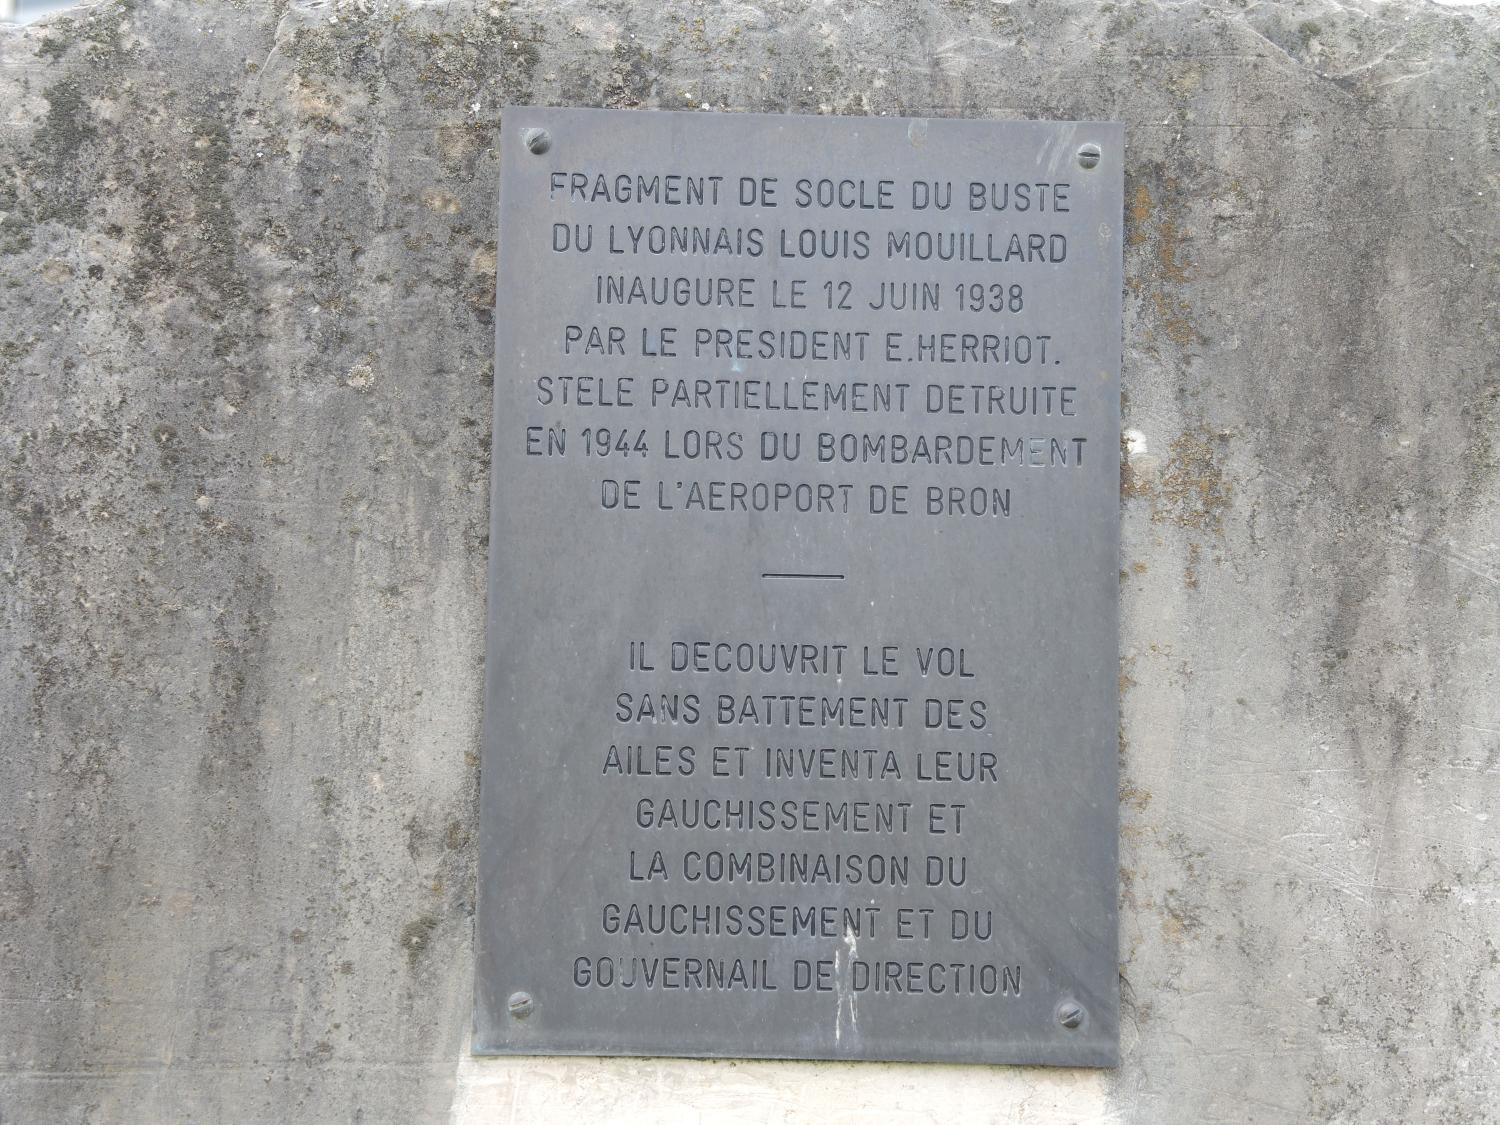 FRAGMENT DE SOCLE DU BUSTE
DU LYONNAIS LOUIS MOUILLARD
INAUGURE LE 12 JUIN 1938
PAR LE PRESIDENT E.HERRIOT.
STELE PARTIELLEMENT DETRUITE
EN 1944 LORS DU BOMBARDEMENT
DE L'AEROPORT DE BRON
IL DECOUVRIT LE VOL
SANS BATTEMENT DES
AILES ET INVENTA LEUR
GAUCHISSEMENT ET
LA COMBINAISON DU
GAUCHISSEMENT ET DU
GOUVERNAIL DE DIRECTION